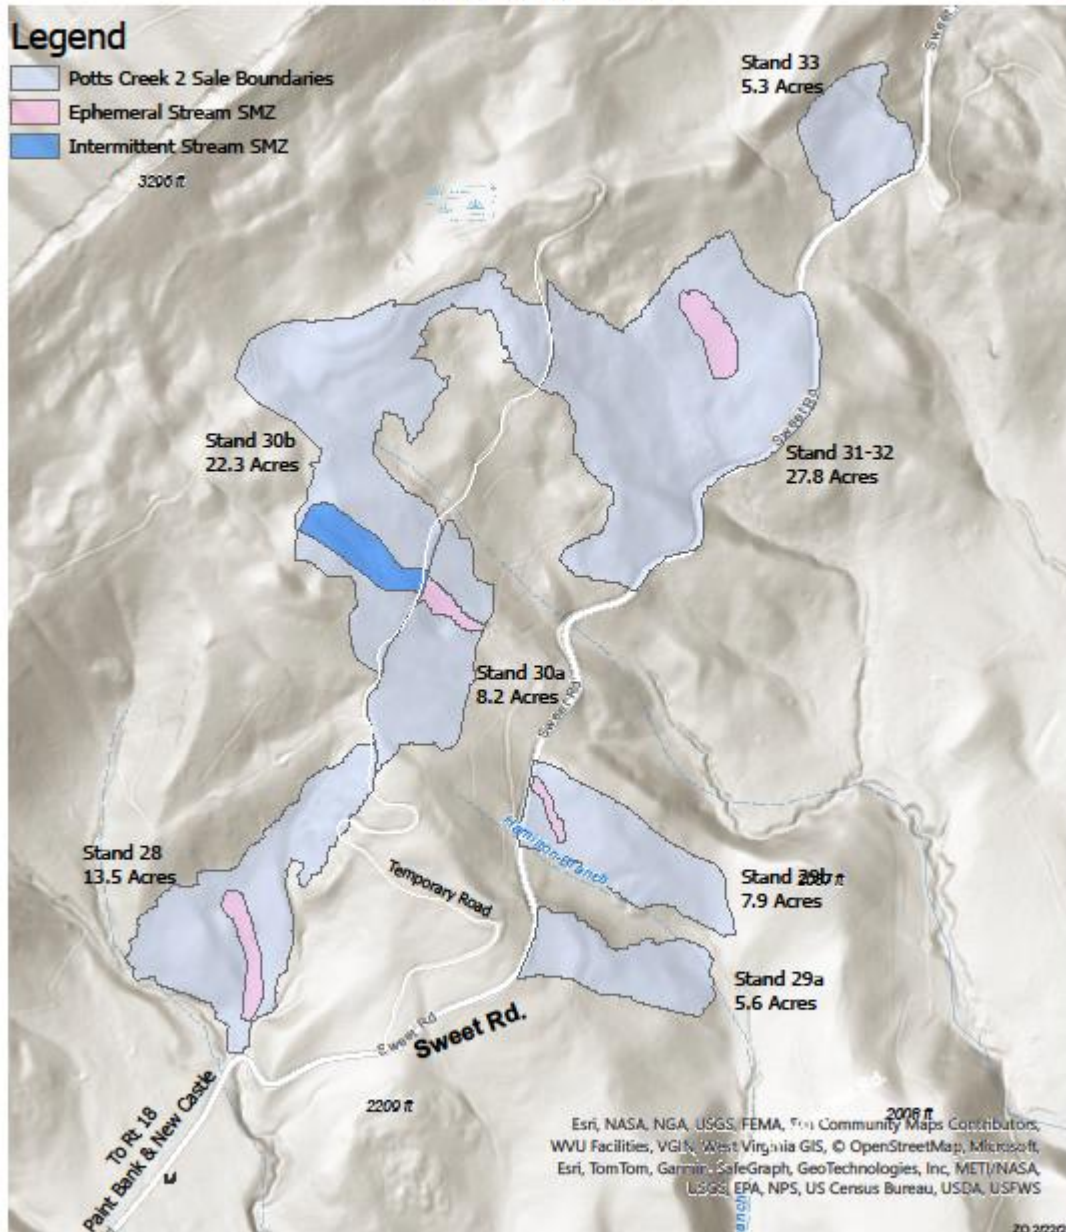 Legend
Potts Creek 2 Sale Boundaries
Ephemeral Stream SMZ
Intermittent Stream SMZ
3296 ft
Sweet
Stand 33
5.3 Acres
Stand 30b
22.3 Acres
Sweet Rd
Stand 31-32
27.8 Acres
Stand 30a
8.2 Acres
Sweet Rd
Stand 28
13.5 Acres
Temporary Road
Branch
Stand 29b
7.9 Acres
Stand 29a
5.6 Acres
Sweet Rd
Sweet Rd.
To Rt 18
Paint Bank & New Castle
2209 ft
Rd.
2008 ft
Esri, NASA, NGA, USGS, FEMA, Community Maps Contributors,
WVU Facilities, VGIN, West Virginia GIS, © OpenStreetMap, Microsoft,
Esri, TomTom, Garmin, SafeGraph, GeoTechnologies, Inc, METI/NASA,
USGS, EPA, NPS, US Census Bureau, USDA, USFWS